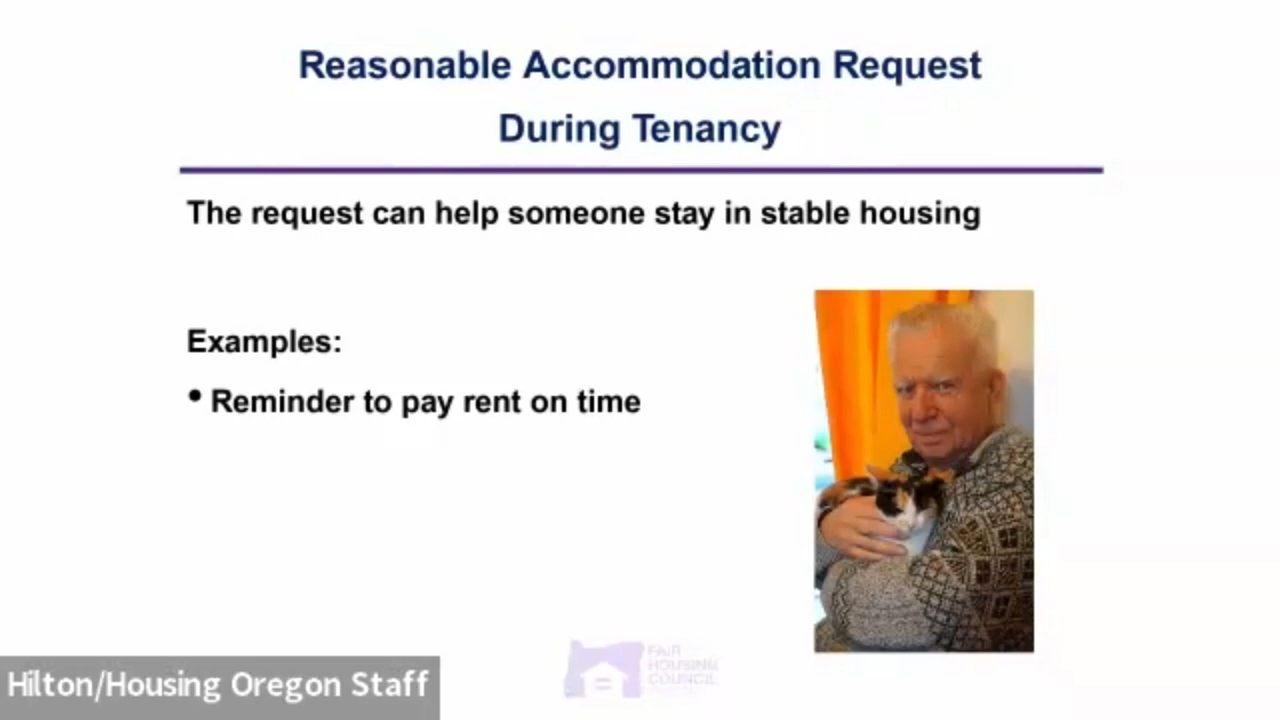 Reasonable Accommodation Request
During Tenancy
The request can help someone stay in stable housing
Examples:
• Reminder to pay rent on time
FAIR
HOUSING
COUNCIL
Hilton/Housing Oregon Staff